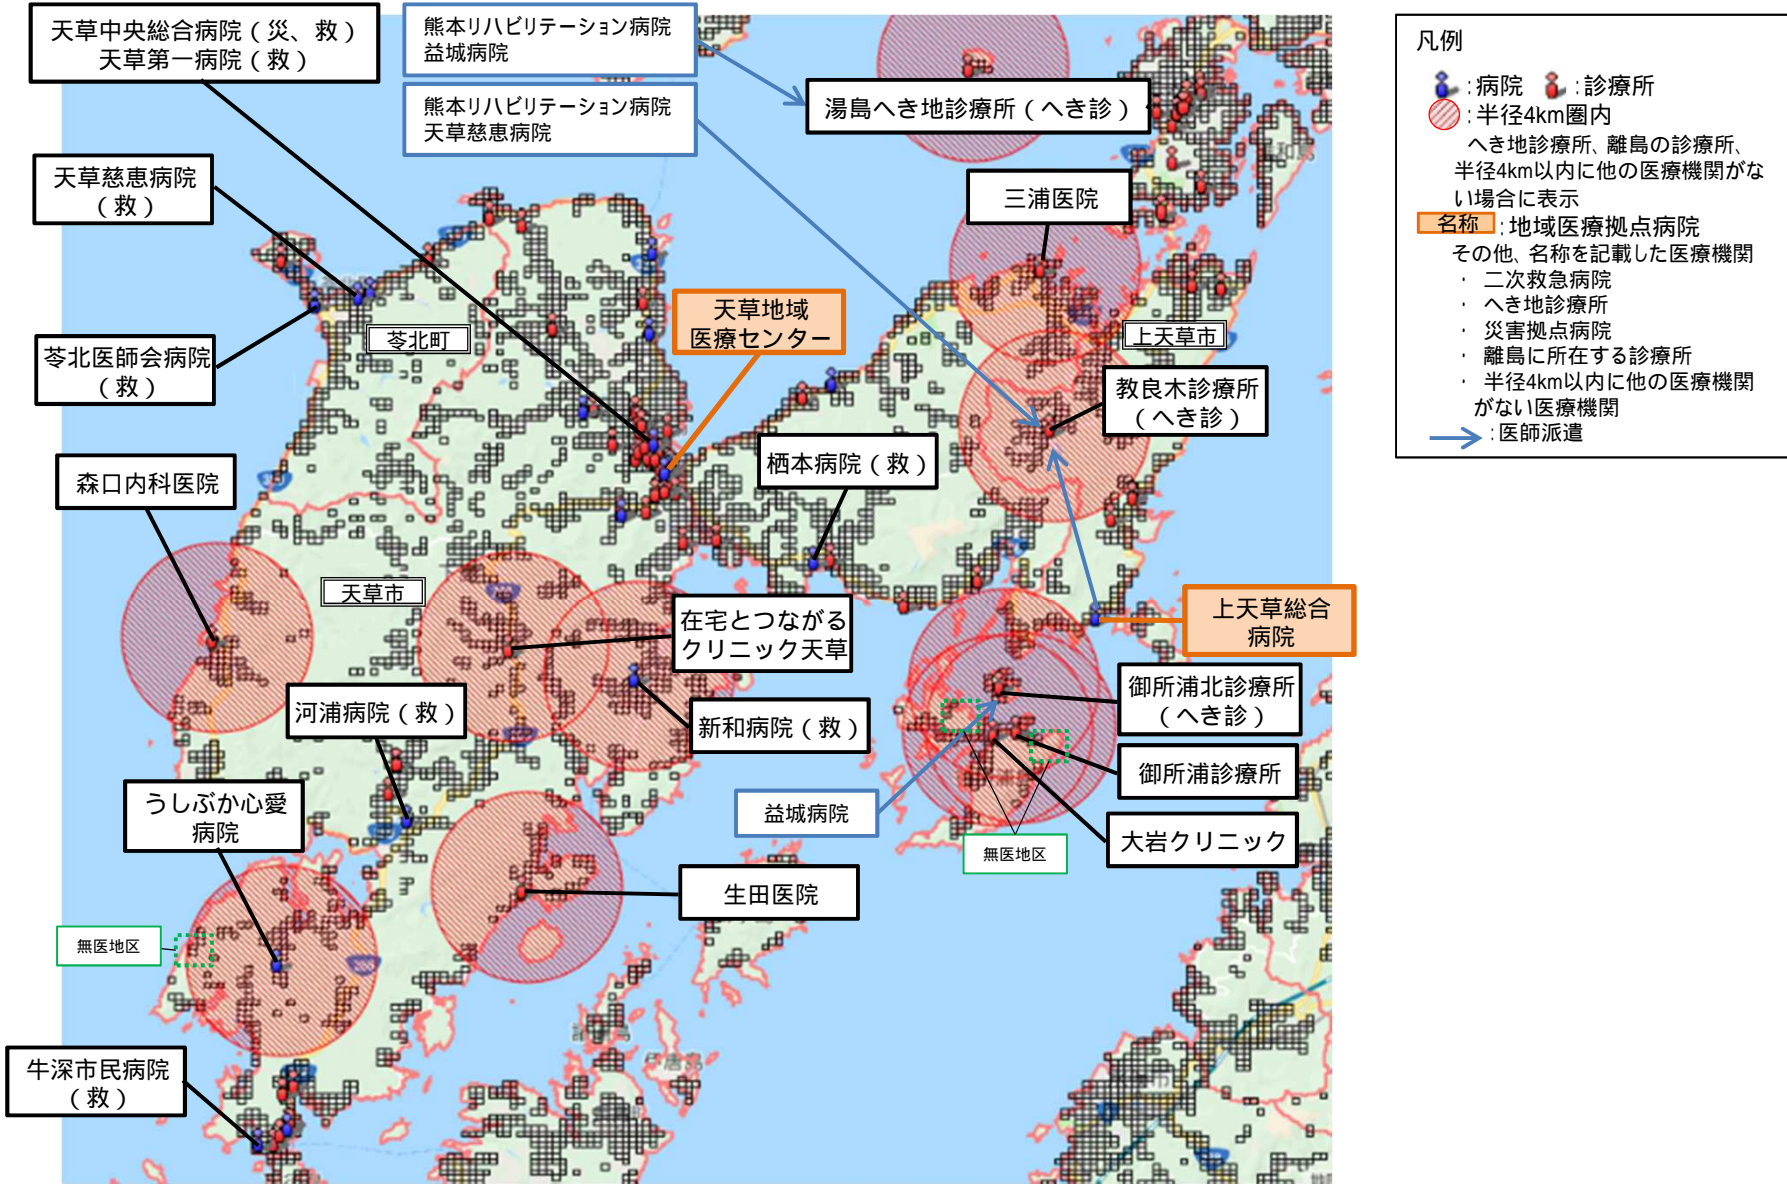 天草中央総合病院（災、救）
天草第一病院（救）
熊本リハビリテーション病院
益城病院
熊本リハビリテーション病院
天草慈恵病院
湯島へき地診療所（へき診）
天草慈恵病院
（救）
三浦医院
苓北医師会病院
（救）
苓北町
天草地域
医療センター
上天草市
教良木診療所
（へき診）
森口内科医院
栖本病院（救）
天草市
在宅とつながる
クリニック天草
上天草総合
病院
河浦病院（救）
新和病院（救）
御所浦北診療所
（へき診）
御所浦診療所
うしぶか心愛
病院
益城病院
大岩クリニック
無医地区
生田医院
無医地区
牛深市民病院
（救）
凡例
：病院 ：診療所
：半径4km圏内
へき地診療所、離島の診療所、
半径4km以内に他の医療機関がな
い場合に表示
名称：地域医療拠点病院
その他、名称を記載した医療機関
・ 二次救急病院
・ へき地診療所
・ 災害拠点病院
・ 離島に所在する診療所
・ 半径4km以内に他の医療機関
がない医療機関
：医師派遣